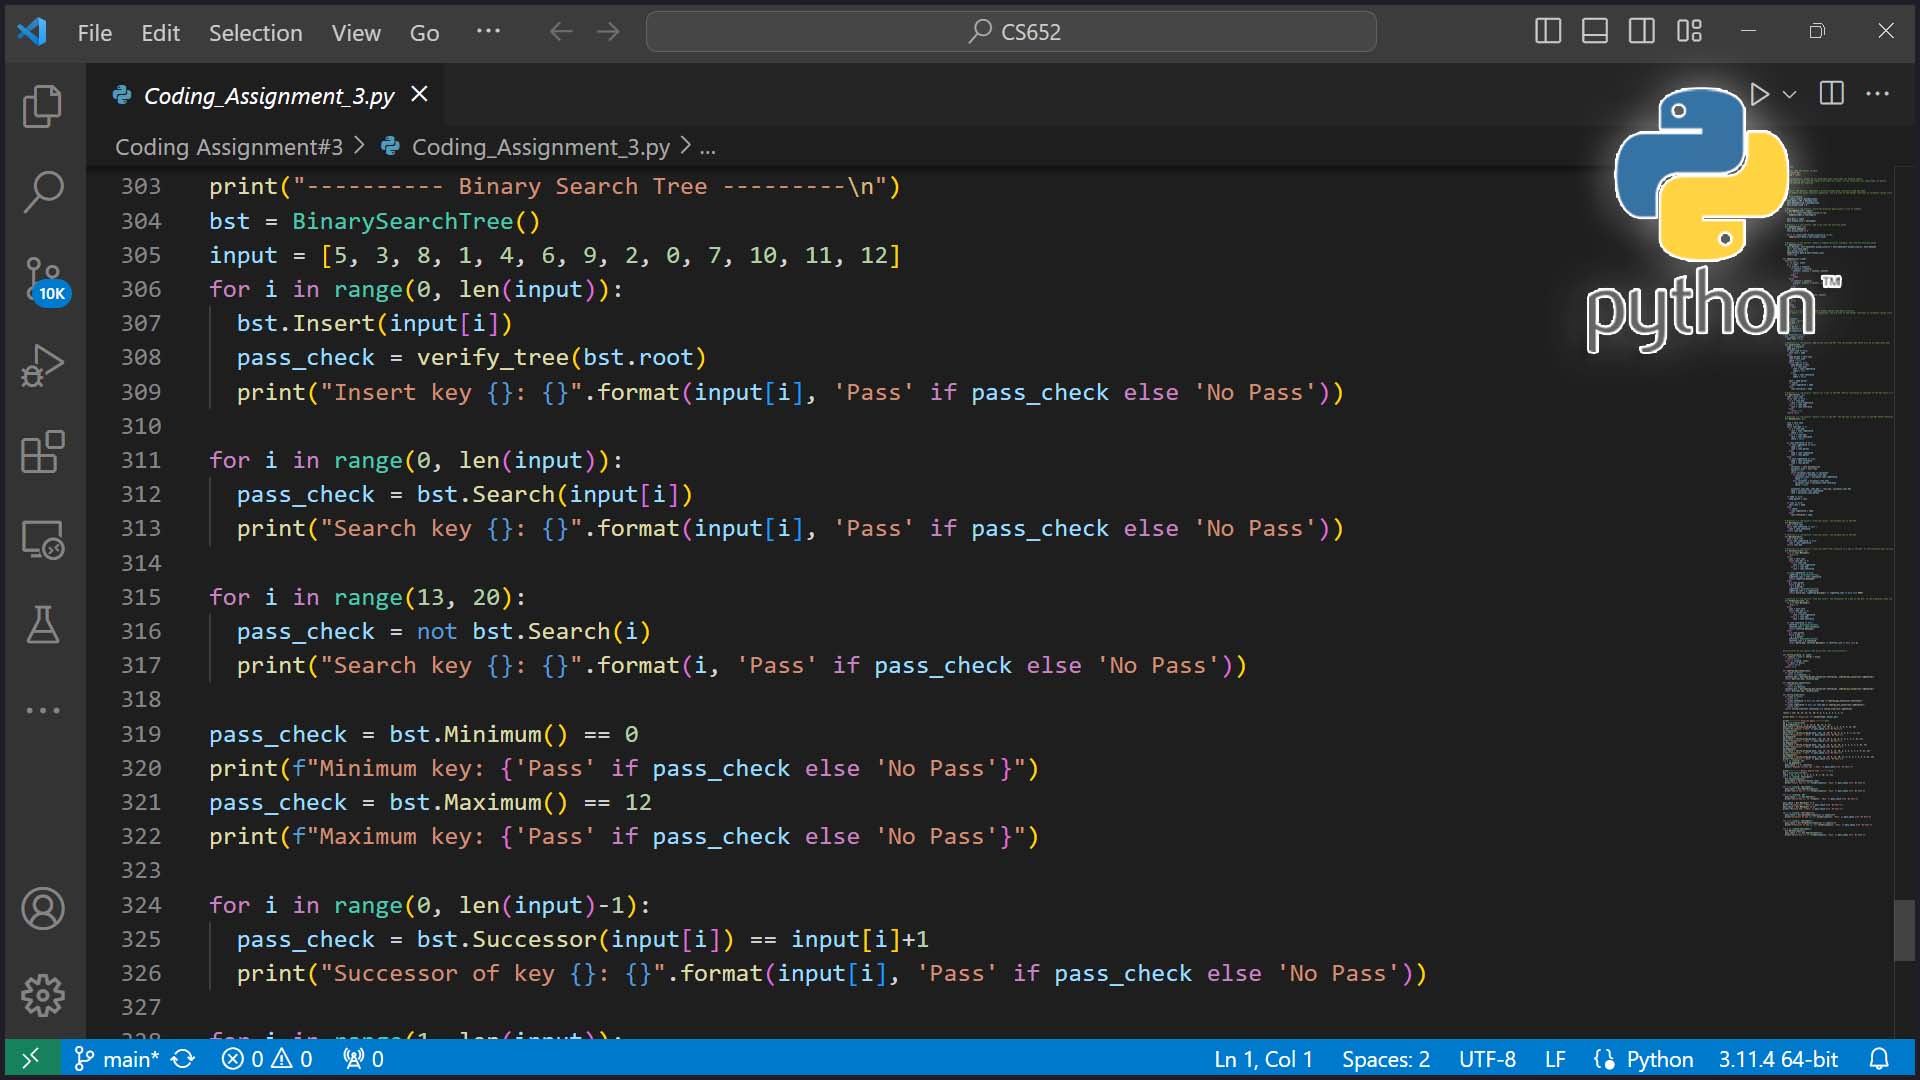 File Edit Selection View Go ··· CS652
Coding_Assignment_3.py
Coding Assignment#3 > Coding_Assignment_3.py > ...
303 print("---------- Binary Search Tree ---------\n")
304 bst = BinarySearchTree()
305 input = [5, 3, 8, 1, 4, 6, 9, 2, 0, 7, 10, 11, 12]
306 for i in range(0, len(input)):
307   bst.Insert(input[i])
308   pass_check = verify_tree(bst.root)
309   print("Insert key {}: {}".format(input[i], 'Pass' if pass_check else 'No Pass'))
310
311 for i in range(0, len(input)):
312   pass_check = bst.Search(input[i])
313   print("Search key {}: {}".format(input[i], 'Pass' if pass_check else 'No Pass'))
314
315 for i in range(13, 20):
316   pass_check = not bst.Search(i)
317   print("Search key {}: {}".format(i, 'Pass' if pass_check else 'No Pass'))
318
319 pass_check = bst.Minimum() == 0
320 print(f"Minimum key: {'Pass' if pass_check else 'No Pass'}")
321 pass_check = bst.Maximum() == 12
322 print(f"Maximum key: {'Pass' if pass_check else 'No Pass'}")
323
324 for i in range(0, len(input)-1):
325   pass_check = bst.Successor(input[i]) == input[i]+1
326   print("Successor of key {}: {}".format(input[i], 'Pass' if pass_check else 'No Pass'))
327
328 for i in range(1, len(input)):
10K
python™
main* 0 0 0 Ln 1, Col 1 Spaces: 2 UTF-8 LF Python 3.11.4 64-bit